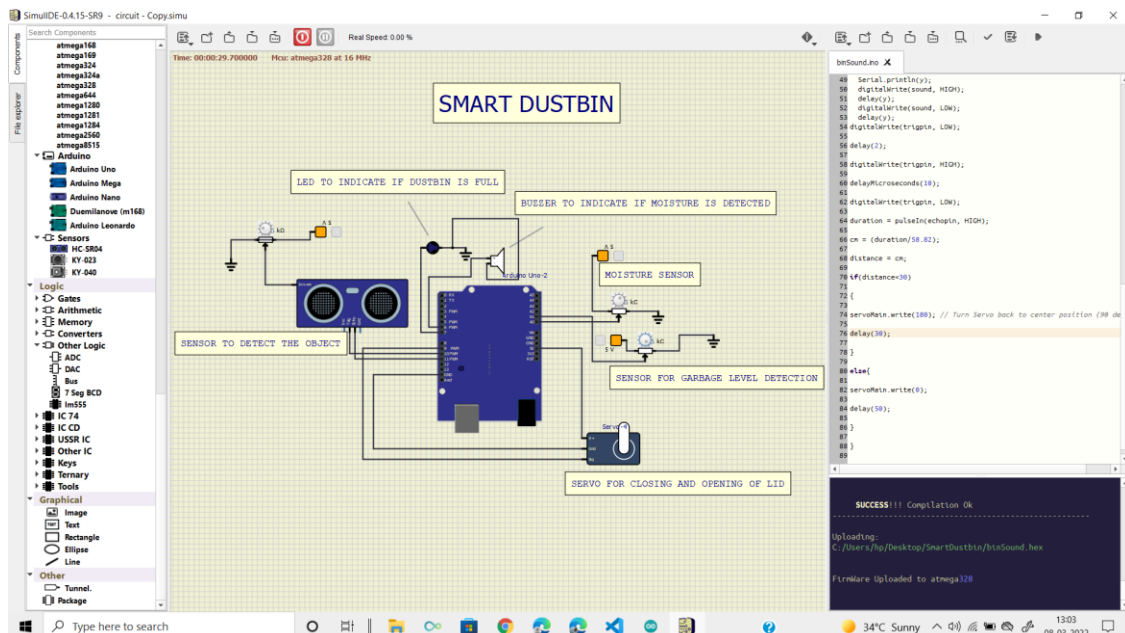 SimulIDE-0.4.15-SR9 - circuit - Copy.simu
Components
File explorer
Search Components
atmega168
atmega169
atmega324
atmega324a
atmega328
atmega644
atmega1280
atmega1281
atmega1284
atmega2560
atmega8515
Arduino
Arduino Uno
Arduino Mega
Arduino Nano
Duemilanove (m168)
Arduino Leonardo
Sensors
HC-SR04
KY-023
KY-040
Logic
Gates
Arithmetic
Memory
Converters
Other Logic
ADC
DAC
Bus
7 Seg BCD
lm555
IC 74
IC CD
USSR IC
Other IC
Keys
Ternary
Tools
Graphical
Image
Text
Rectangle
Ellipse
Line
Other
Tunnel.
Package
Real Speed: 0.00 %
Time: 00:00:29.700000 Mcu: atmega328 at 16 MHz
SMART DUSTBIN
LED TO INDICATE IF DUSTBIN IS FULL
BUZZER TO INDICATE IF MOISTURE IS DETECTED
Arduino Uno-2
MOISTURE SENSOR
SENSOR TO DETECT THE OBJECT
SENSOR FOR GARBAGE LEVEL DETECTION
Servo-4
SERVO FOR CLOSING AND OPENING OF LID
binSound.ino X
49 Serial.println(y);
50 digitalWrite(sound, HIGH);
51 delay(y);
52 digitalWrite(sound, LOW);
53 delay(y);
54 digitalWrite(trigpin, LOW);
55
56 delay(2);
57
58 digitalWrite(trigpin, HIGH);
59
60 delayMicroseconds(10);
61
62 digitalWrite(trigpin, LOW);
63
64 duration = pulseIn(echopin, HIGH);
65
66 cm = (duration/58.82);
67
68 distance = cm;
69
70 if(distance<30)
71
72 {
73
74 servoMain.write(180); // Turn Servo back to center position (90 de
75
76 delay(30);
77
78 }
79
80 else{
81
82 servoMain.write(0);
83
84 delay(50);
85
86 }
87
88 }
89
SUCCESS!!! Compilation Ok
Uploading:
C:/Users/hp/Desktop/SmartDustbin/binSound.hex
FirmWare Uploaded to atmega328
Type here to search
34°C Sunny
13:03
08-03-2022